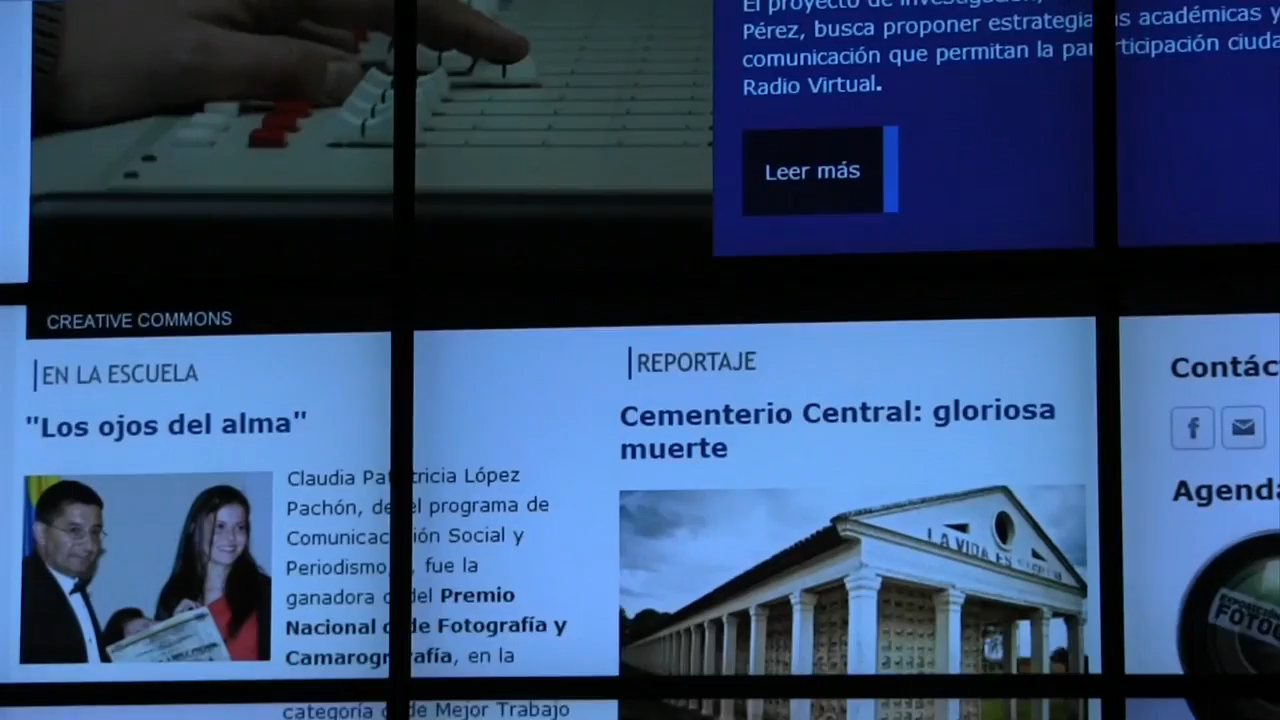 El proyecto de investigación,
Pérez, busca proponer estrategias académicas y
comunicación que permitan la participación
Radio Virtual.
Leer más
CREATIVE COMMONS
EN LA ESCUELA
"Los ojos del alma"
Claudia Patricia López
Pachón, del programa de
Comunicación Social y
Periodismo, fue la
ganadora del Premio
Nacional de Fotografía y
Camarografía, en la
categoría de Mejor Trabajo
REPORTAJE
Cementerio Central: gloriosa
muerte
LA VIDA ES
Contác
Agenda